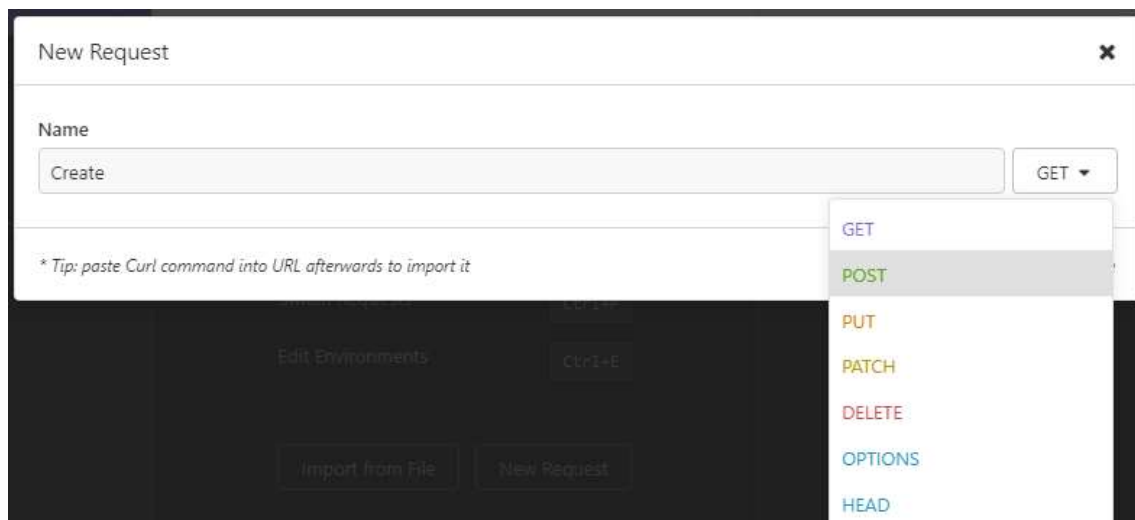 New Request
Name
Create
GET
GET
* Tip: paste Curl command into URL afterwards to import it
POST
PUT
Edit Environments
Ctrl+E
PATCH
DELETE
OPTIONS
Import from File
New Request
HEAD